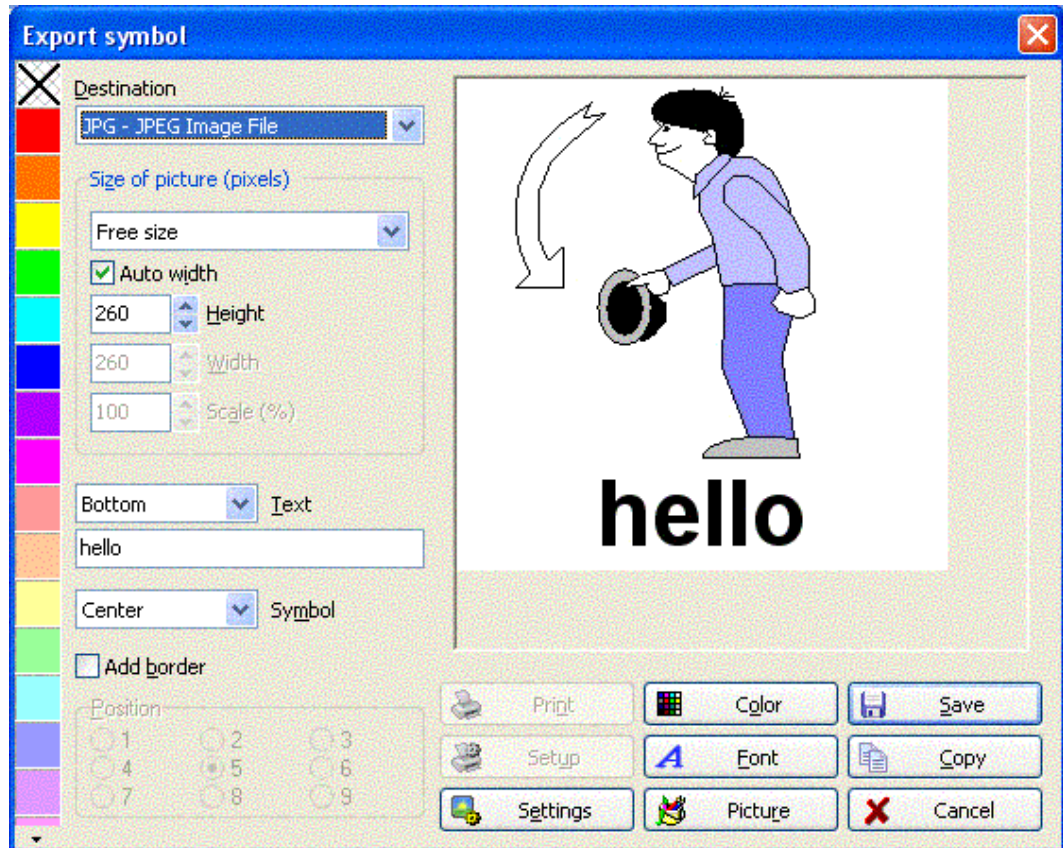 Export symbol
Destination
JPG - JPEG Image File
Size of picture (pixels)
Free size
Auto width
260 Height
260 Width
100 Scale (%)
Bottom Text
hello
Center Symbol
Add border
Position
1 2 3
4 5 6
7 8 9
hello
Print Color Save
Setup Font Copy
Settings Picture Cancel